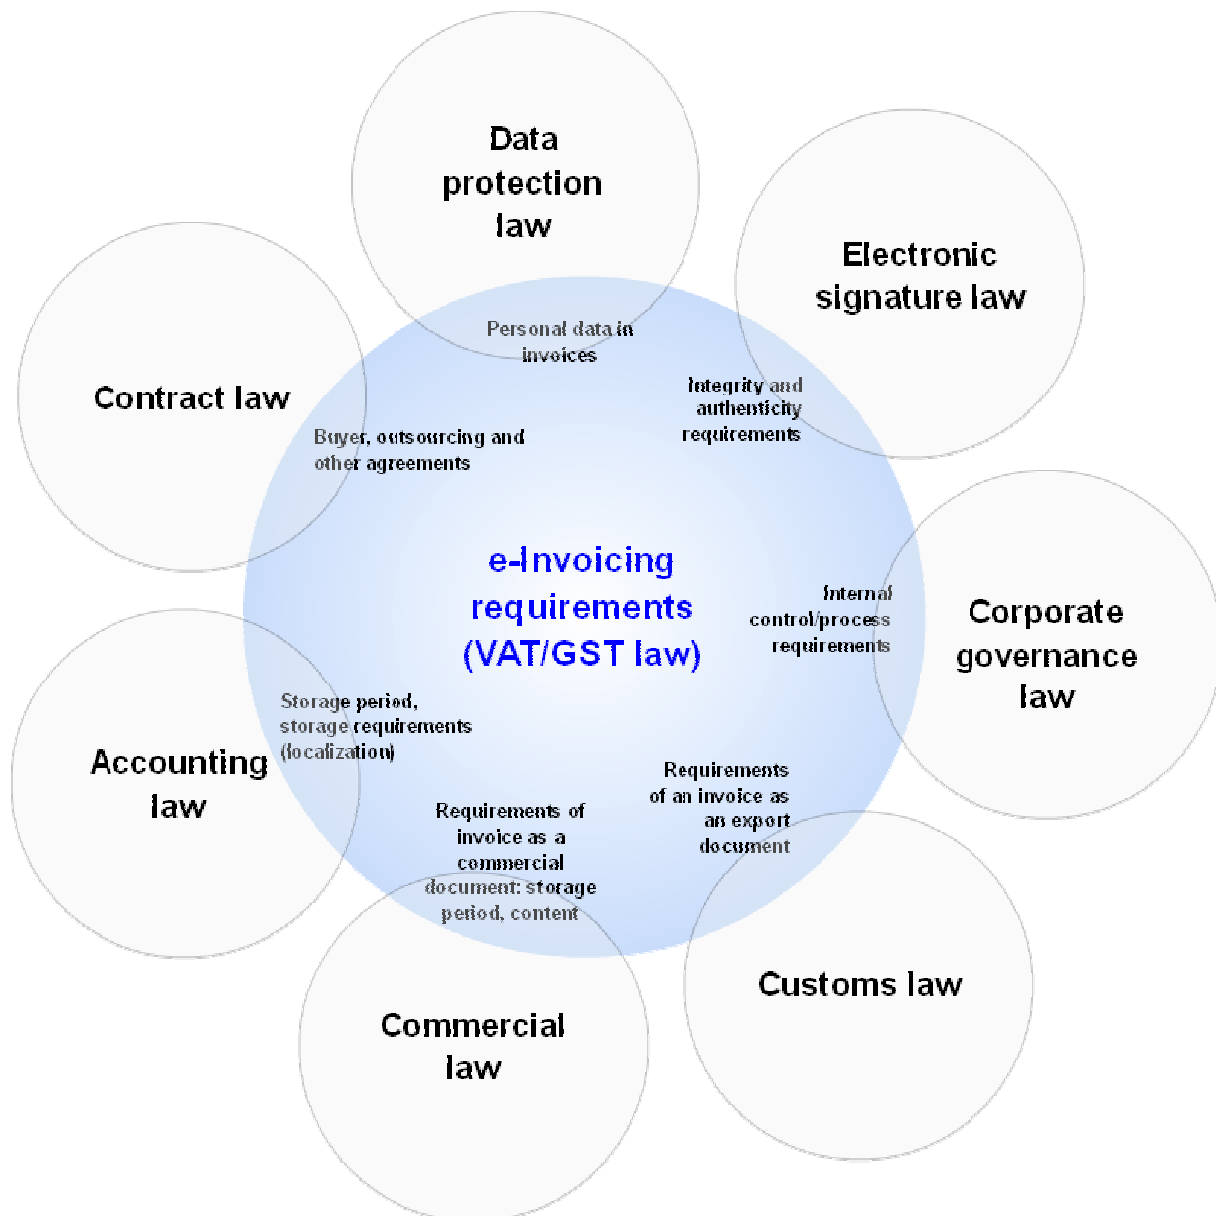 Data
protection
law
Electronic
signature law
Contract law
Personal data in
invoices
Integrity and
authenticity
requirements
Buyer, outsourcing and
other agreements
e-Invoicing
requirements
(VAT/GST law)
Internal
control/process
requirements
Corporate
governance
law
Storage period,
storage requirements
(localization)
Accounting
law
Requirements
of an invoice as
an export
document
Requirements of
invoice as a
commercial
document: storage
period, content
Customs law
Commercial
law